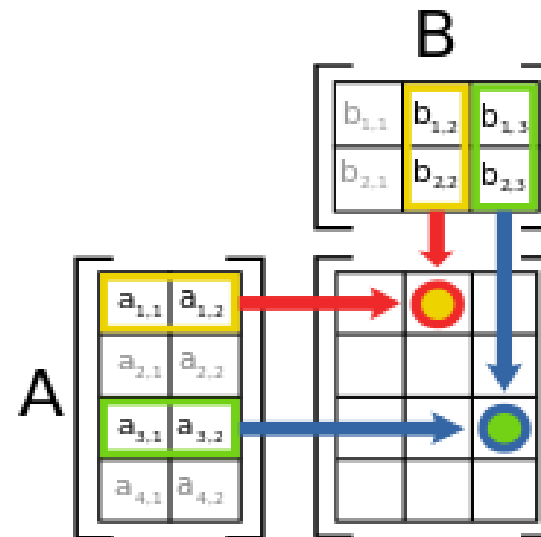 B
b1,1 b1,2 b1,3
b2,1 b2,2 b2,3
A
a1,1 a1,2
a2,1 a2,2
a3,1 a3,2
a4,1 a4,2